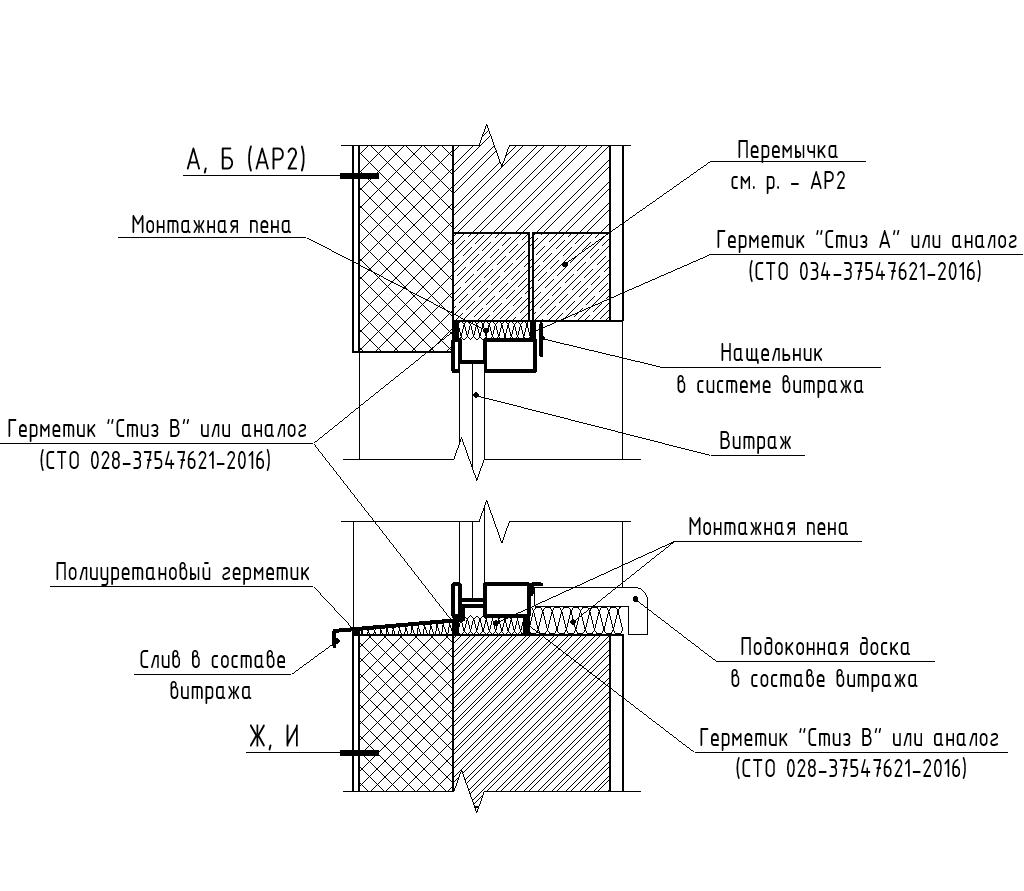 А, Б (АР2)
Перемычка
см. р. - АР2
Монтажная пена
Герметик "Стиз А" или аналог
(СТО 034-37547621-2016)
Нащельник
в системе витража
Герметик "Стиз В" или аналог
(СТО 028-37547621-2016)
Витраж
Монтажная пена
Полиуретановый герметик
Слив в составе
витража
Подоконная доска
в составе витража
Ж, И
Герметик "Стиз В" или аналог
(СТО 028-37547621-2016)